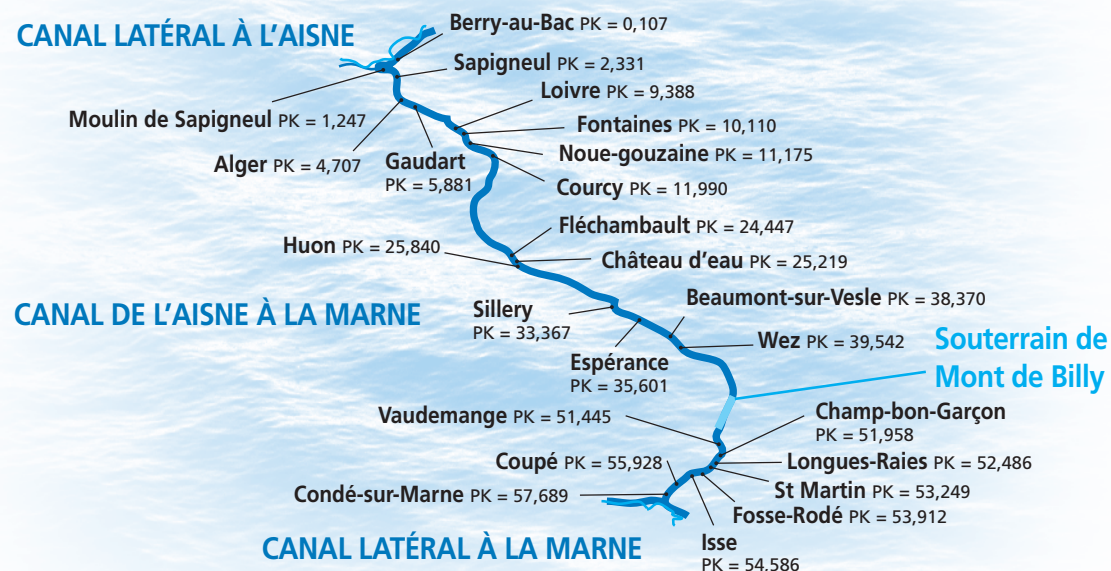 Berry-au-Bac PK = 0,107
CANAL LATÉRAL À L'AISNE
Sapigneul PK = 2,331
Loivre PK = 9,388
Moulin de Sapigneul PK = 1,247
Fontaines PK = 10,110
Noue-gouzaine PK = 11,175
Alger PK = 4,707
Gaudart
PK = 5,881
Courcy PK = 11,990
Fléchambault PK = 24,447
Huon PK = 25,840
Château d'eau PK = 25,219
CANAL DE L'AISNE À LA MARNE
Sillery
PK = 33,367
Beaumont-sur-Vesle PK = 38,370
Wez PK = 39,542
Souterrain de
Mont de Billy
Espérance
PK = 35,601
Vaudemange PK = 51,445
Champ-bon-Garçon
PK = 51,958
Coupé PK = 55,928
Longues-Raies PK = 52,486
Condé-sur-Marne PK = 57,689
St Martin PK = 53,249
Fosse-Rodé PK = 53,912
CANAL LATÉRAL À LA MARNE
Isse
PK = 54,586